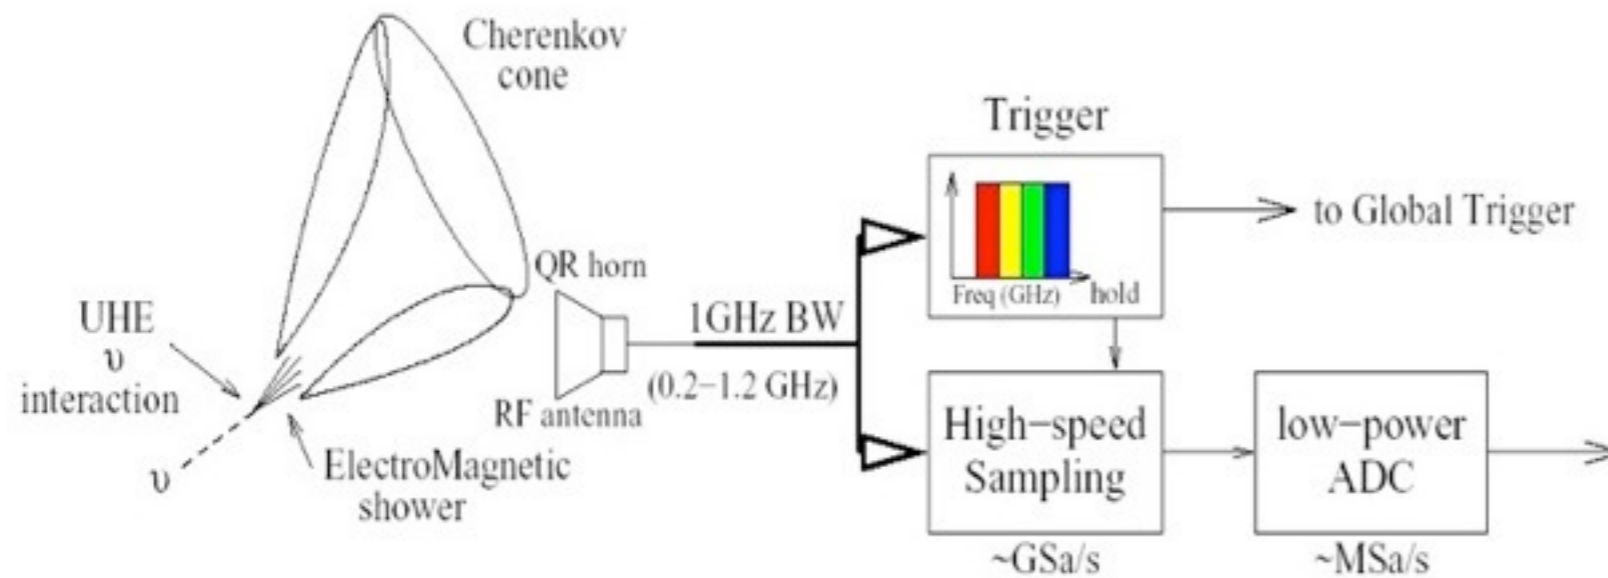 Cherenkov
cone
Trigger
to Global Trigger
Freq (GHz)
hold
QR horn
RF antenna
1GHz BW
(0.2−1.2 GHz)
UHE
υ
interaction
υ
ElectroMagnetic
shower
High−speed
Sampling
~GSa/s
low−power
ADC
~MSa/s